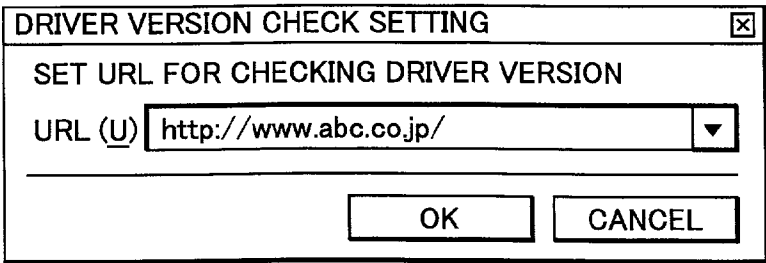 DRIVER VERSION CHECK SETTING
SET URL FOR CHECKING DRIVER VERSION
URL (U) http://www.abc.co.jp/
OK CANCEL